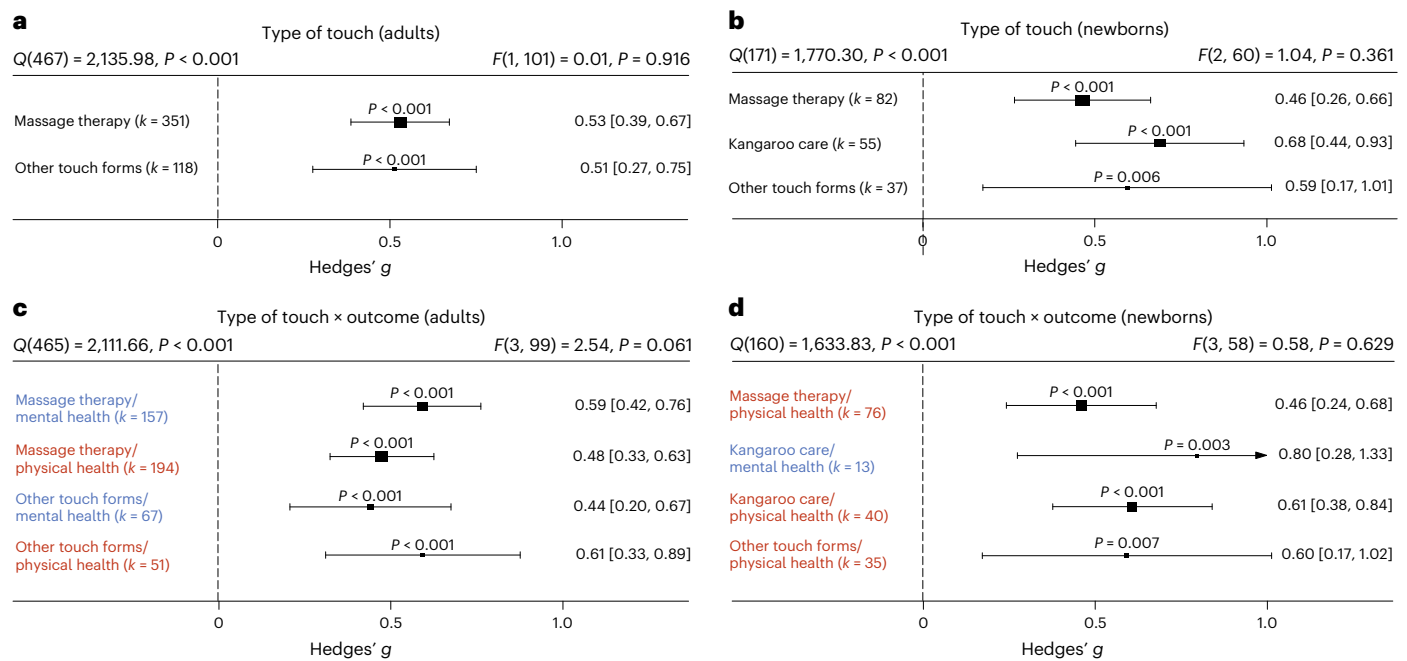 a
Type of touch (adults)
Q(467) = 2,135.98, P < 0.001
F(1, 101) = 0.01, P = 0.916
Massage therapy (k = 351)
P < 0.001
0.53 [0.39, 0.67]
Other touch forms (k = 118)
P < 0.001
0.51 [0.27, 0.75]
0
0.5
1.0
Hedges’ g
b
Type of touch (newborns)
Q(171) = 1,770.30, P < 0.001
F(2, 60) = 1.04, P = 0.361
Massage therapy (k = 82)
P < 0.001
0.46 [0.26, 0.66]
Kangaroo care (k = 55)
P < 0.001
0.68 [0.44, 0.93]
Other touch forms (k = 37)
P = 0.006
0.59 [0.17, 1.01]
0
0.5
1.0
Hedges’ g
c
Type of touch × outcome (adults)
Q(465) = 2,111.66, P < 0.001
F(3, 99) = 2.54, P = 0.061
Massage therapy/
mental health (k = 157)
P < 0.001
0.59 [0.42, 0.76]
Massage therapy/
physical health (k = 194)
P < 0.001
0.48 [0.33, 0.63]
Other touch forms/
mental health (k = 67)
P < 0.001
0.44 [0.20, 0.67]
Other touch forms/
physical health (k = 51)
P < 0.001
0.61 [0.33, 0.89]
0
0.5
1.0
Hedges’ g
d
Type of touch × outcome (newborns)
Q(160) = 1,633.83, P < 0.001
F(3, 58) = 0.58, P = 0.629
Massage therapy/
physical health (k = 76)
P < 0.001
0.46 [0.24, 0.68]
Kangaroo care/
mental health (k = 13)
P = 0.003
0.80 [0.28, 1.33]
Kangaroo care/
physical health (k = 40)
P < 0.001
0.61 [0.38, 0.84]
Other touch forms/
physical health (k = 35)
P = 0.007
0.60 [0.17, 1.02]
0
0.5
1.0
Hedges’ g